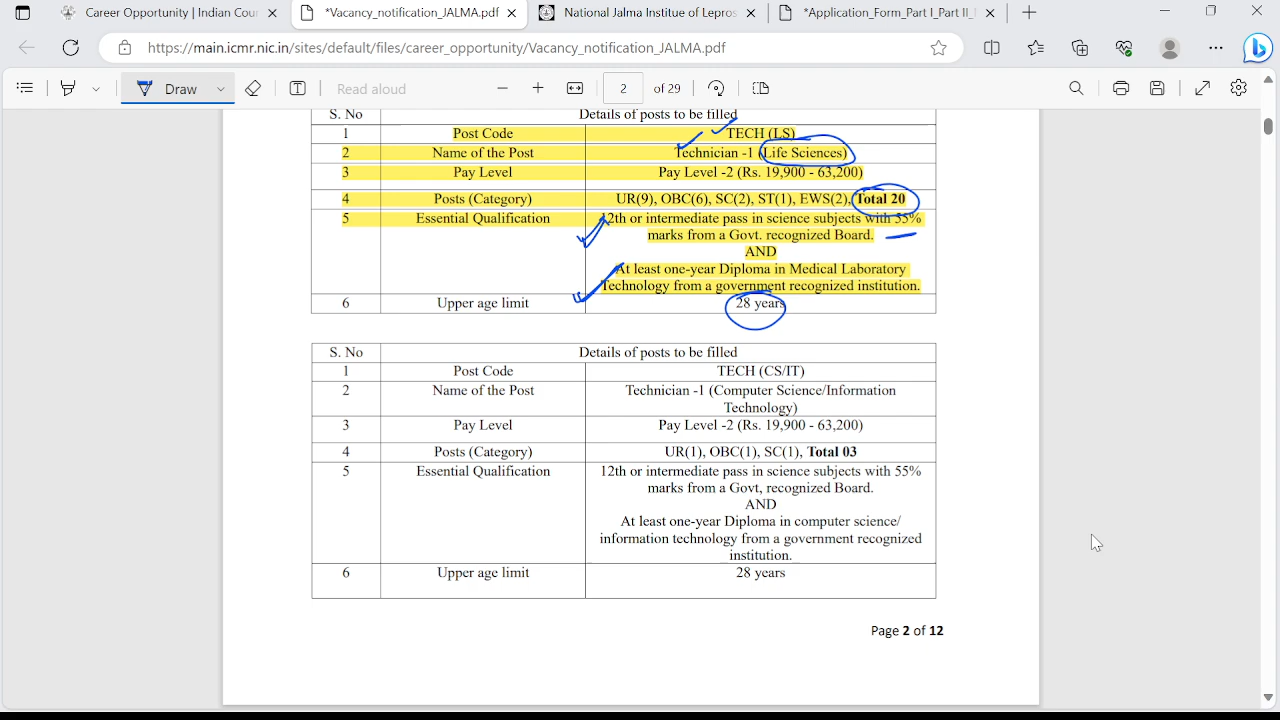 Career Opportunity | Indian Cour
*Vacancy_notification_JALMA.pdf
National Jalma Institue of Lepros
*Application_Form_Part I_Part II_
https://main.icmr.nic.in/sites/default/files/career_opportunity/Vacancy_notification_JALMA.pdf
Draw
Read aloud
2 of 29
S. No Details of posts to be filled
1 Post Code TECH (LS)
2 Name of the Post Technician -1 (Life Sciences)
3 Pay Level Pay Level -2 (Rs. 19,900 - 63,200)
4 Posts (Category) UR(9), OBC(6), SC(2), ST(1), EWS(2), Total 20
5 Essential Qualification 12th or intermediate pass in science subjects with 55%
marks from a Govt. recognized Board.
AND
At least one-year Diploma in Medical Laboratory
Technology from a government recognized institution.
6 Upper age limit 28 years
S. No Details of posts to be filled
1 Post Code TECH (CS/IT)
2 Name of the Post Technician -1 (Computer Science/Information
Technology)
3 Pay Level Pay Level -2 (Rs. 19,900 - 63,200)
4 Posts (Category) UR(1), OBC(1), SC(1), Total 03
5 Essential Qualification 12th or intermediate pass in science subjects with 55%
marks from a Govt, recognized Board.
AND
At least one-year Diploma in computer science/
information technology from a government recognized
institution.
6 Upper age limit 28 years
Page 2 of 12